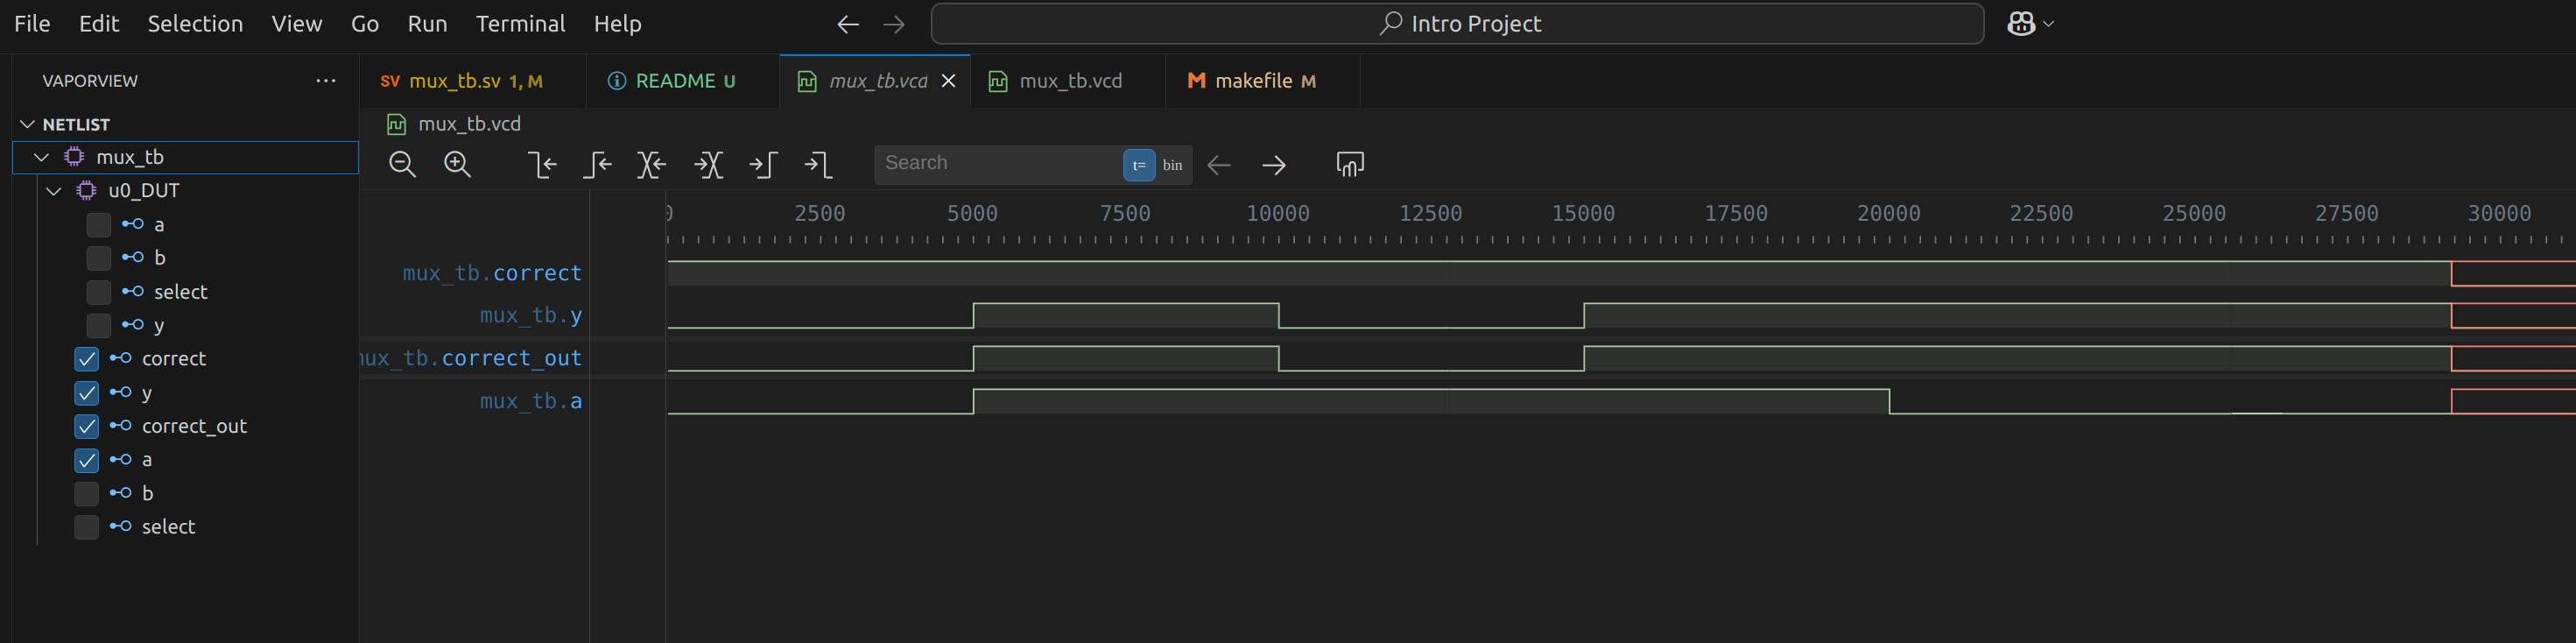 File Edit Selection View Go Run Terminal Help Intro Project
VAPORVIEW ··· SV mux_tb.sv 1, M README U mux_tb.vcd mux_tb.vcd M makefile M
NETLIST mux_tb.vcd
mux_tb Search t= bin
u0_DUT
a 0 2500 5000 7500 10000 12500 15000 17500 20000 22500 25000 27500 30000
b
select mux_tb.correct
y mux_tb.y
correct mux_tb.correct_out
y mux_tb.a
correct_out
a
b
select